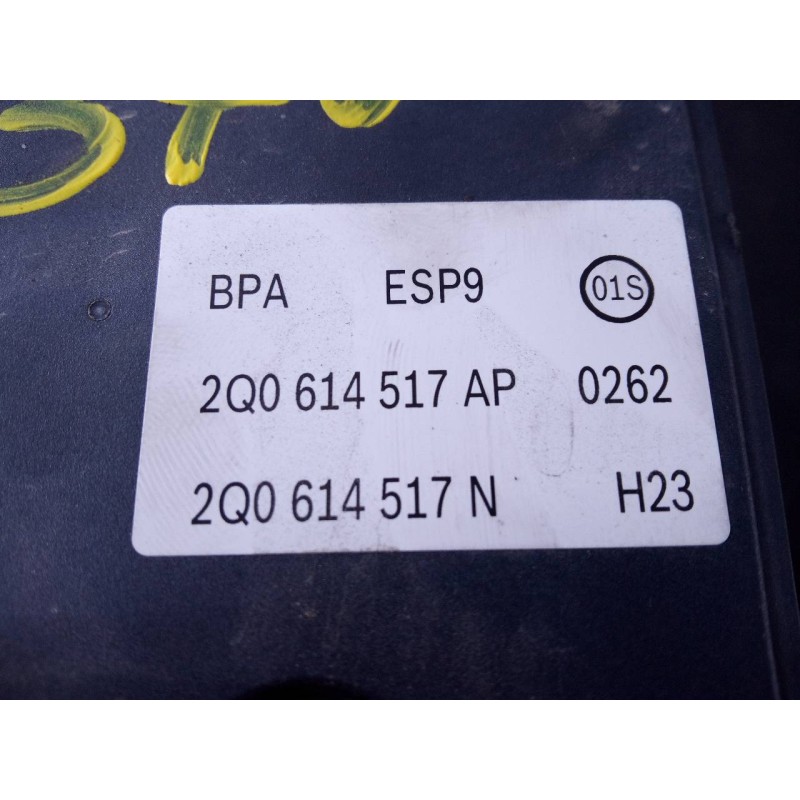 BPA ESP9 01S
2Q0 614 517 AP 0262
2Q0 614 517 N H23